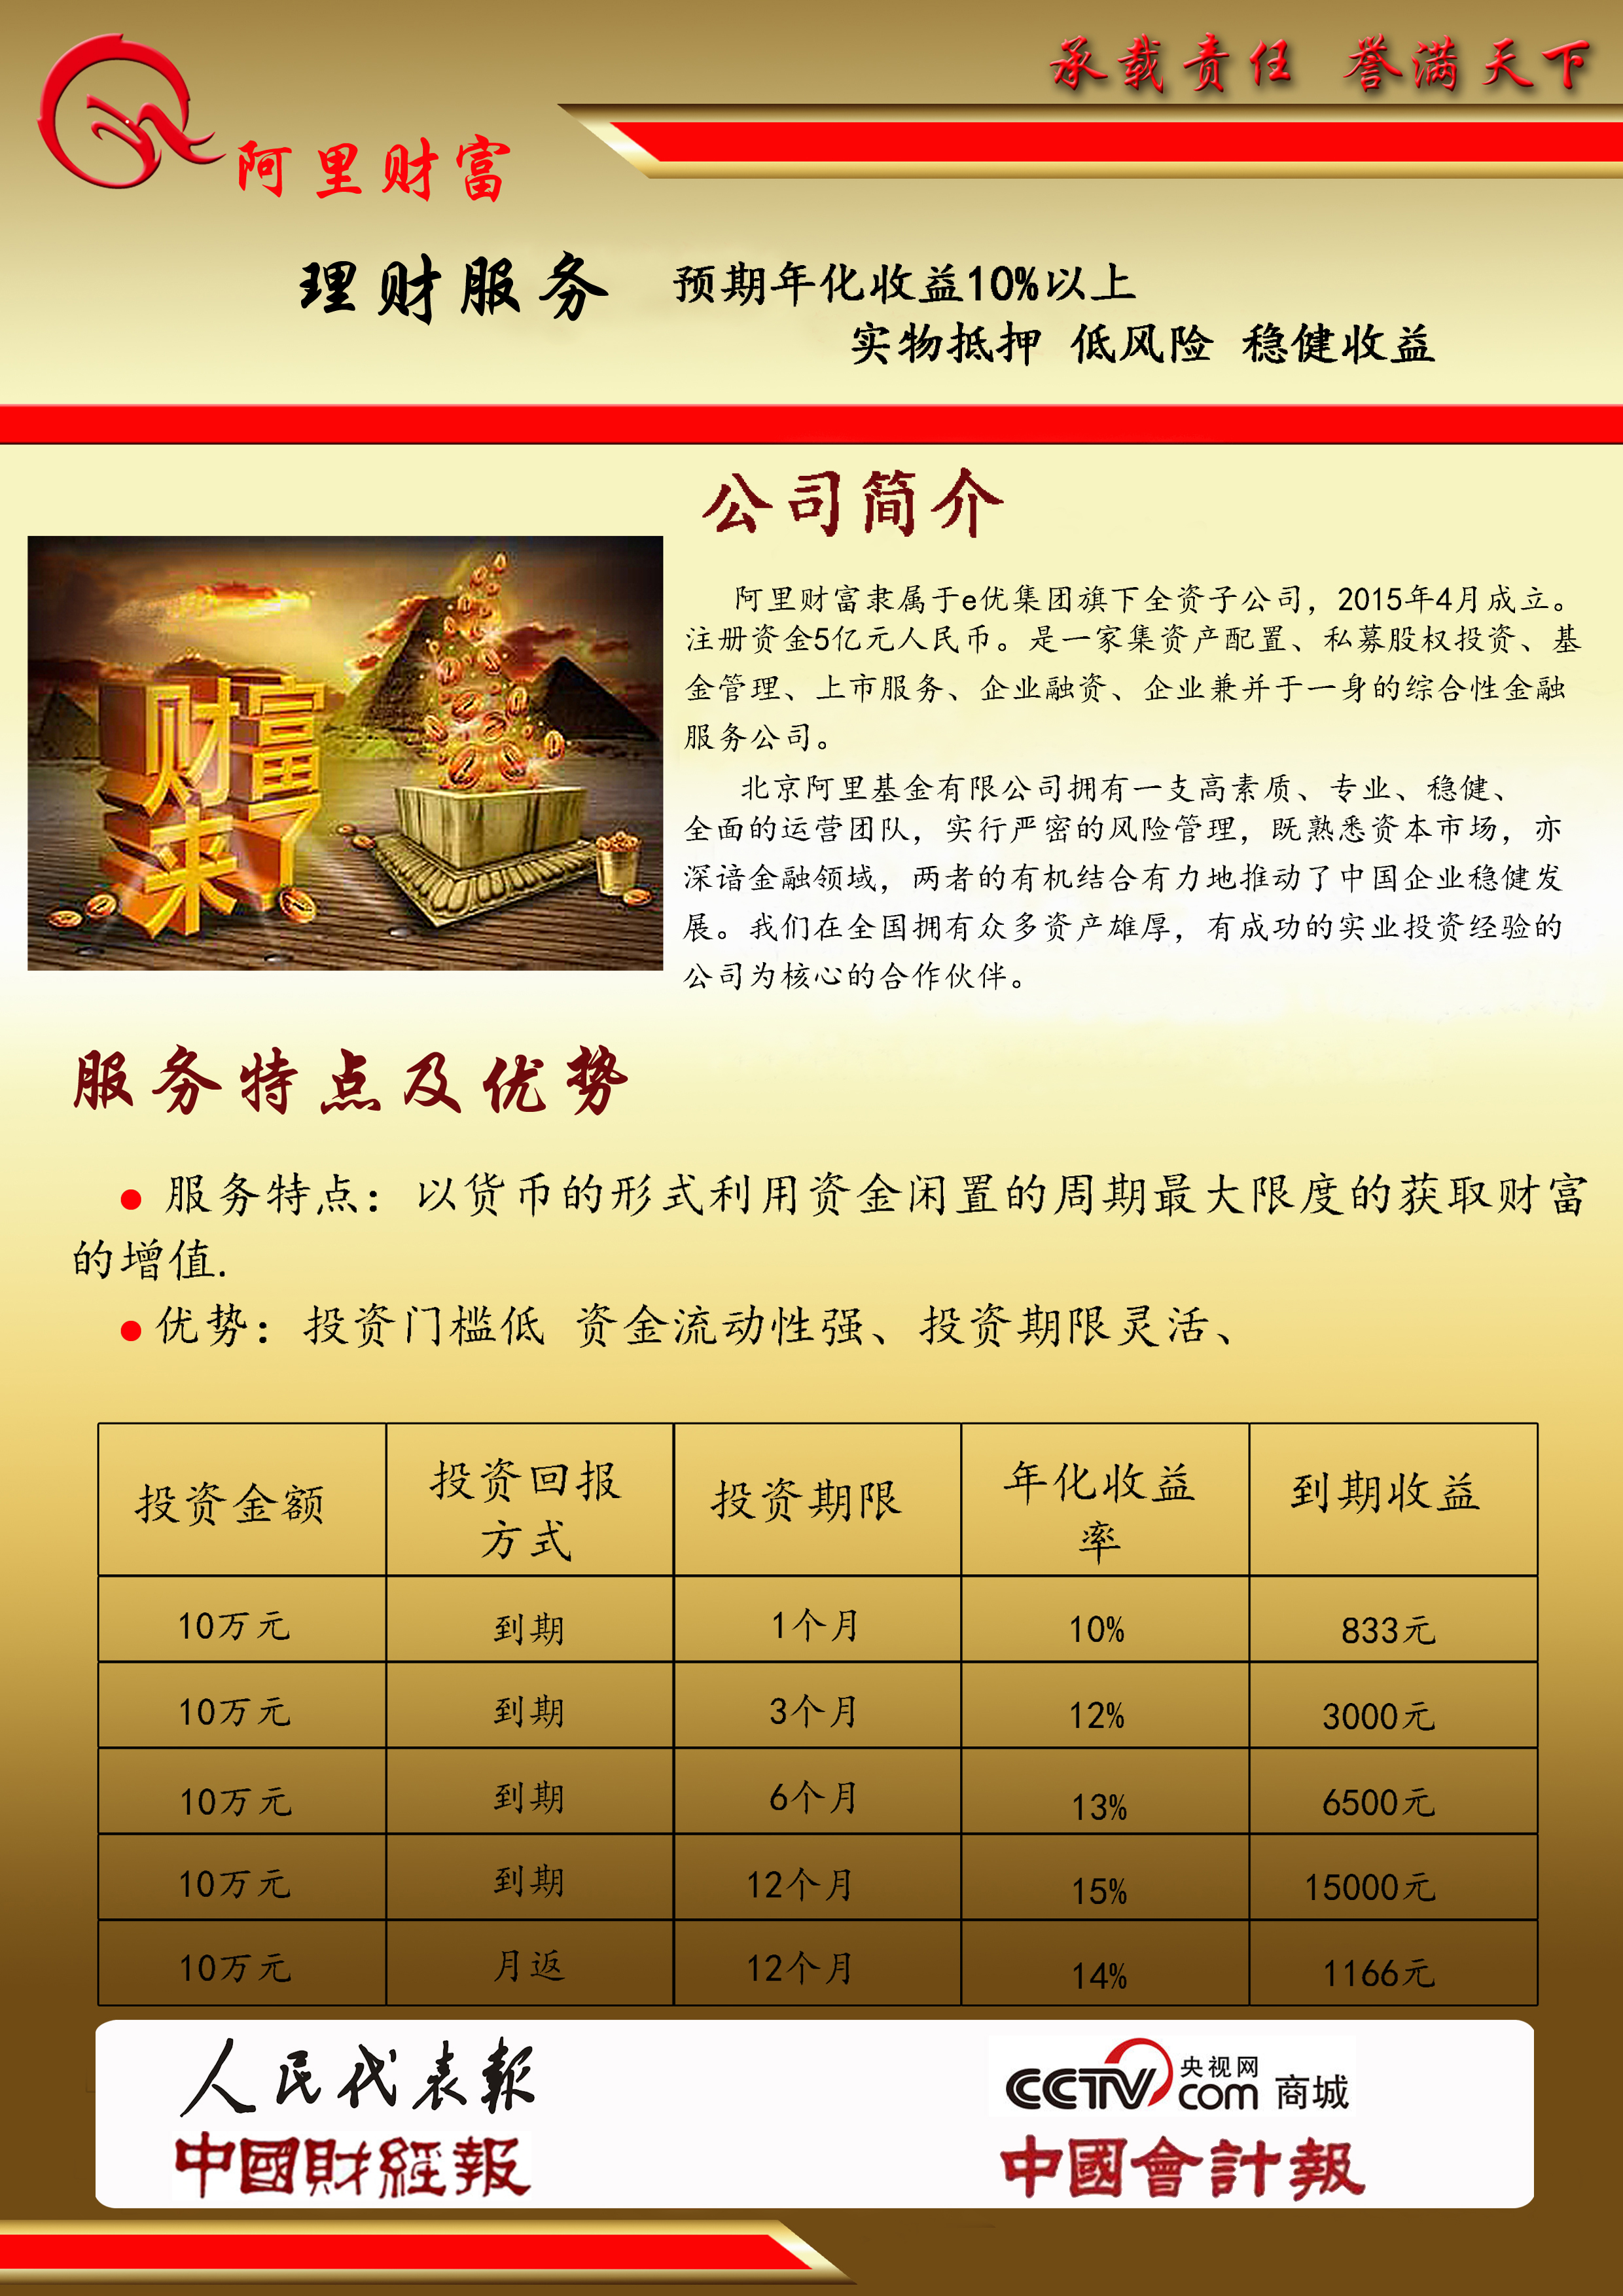 承载责任 誉满天下
阿里财富
理财服务 预期年化收益10%以上
实物抵押 低风险 稳健收益
公司简介
财富
来了
阿里财富隶属于e优集团旗下全资子公司，2015年4月成立。
注册资金5亿元人民币。是一家集资产配置、私募股权投资、基
金管理、上市服务、企业融资、企业兼并于一身的综合性金融
服务公司。
北京阿里基金有限公司拥有一支高素质、专业、稳健、
全面的运营团队，实行严密的风险管理，既熟悉资本市场，亦
深谙金融领域，两者的有机结合有力地推动了中国企业稳健发
展。我们在全国拥有众多资产雄厚，有成功的实业投资经验的
公司为核心的合作伙伴。
服务特点及优势
● 服务特点：以货币的形式利用资金闲置的周期最大限度的获取财富
的增值.
● 优势：投资门槛低 资金流动性强、投资期限灵活、
投资金额 投资回报方式 投资期限 年化收益率 到期收益
10万元 到期 1个月 10% 833元
10万元 到期 3个月 12% 3000元
10万元 到期 6个月 13% 6500元
10万元 到期 12个月 15% 15000元
10万元 月返 12个月 14% 1166元
人民代表報
CCTV.com 央视网 商城
中國財經報
中國會計報